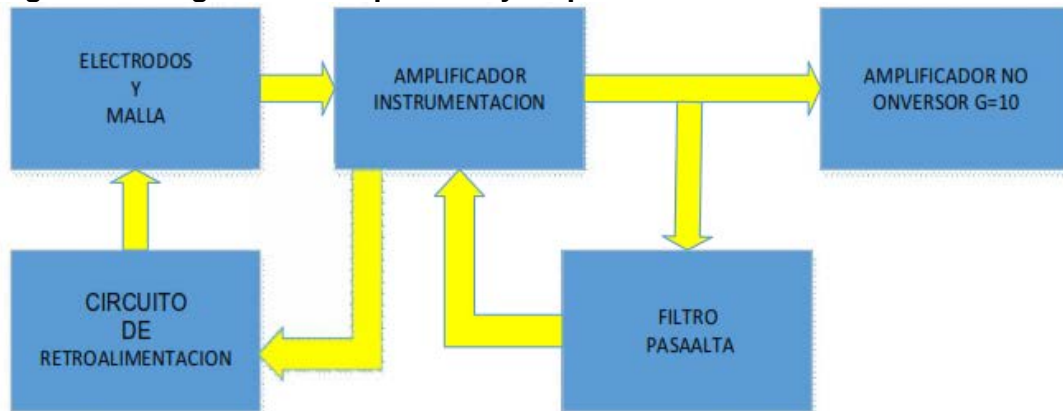 ELECTRODOS
Y
MALLA
AMPLIFICADOR
INSTRUMENTACION
AMPLIFICADOR NO
ONVERSOR G=10
CIRCUITO
DE
RETROALIMENTACION
FILTRO
PASAALTA